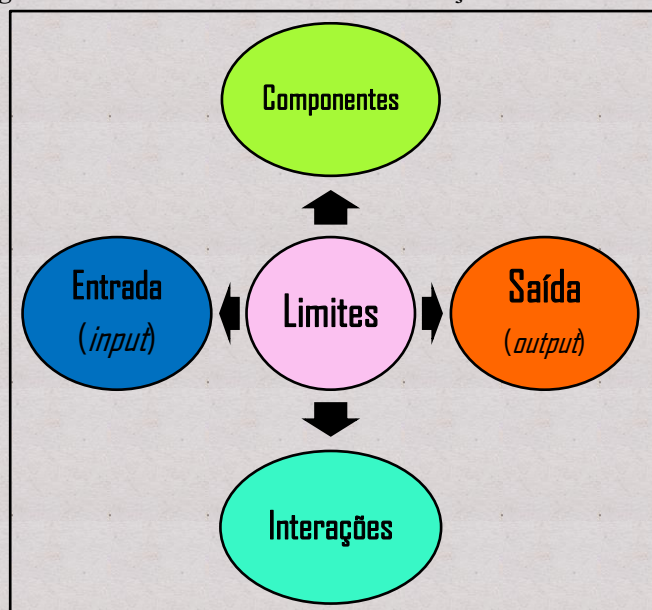 Componentes
Entrada
(input)
Limites
Saída
(output)
Interações